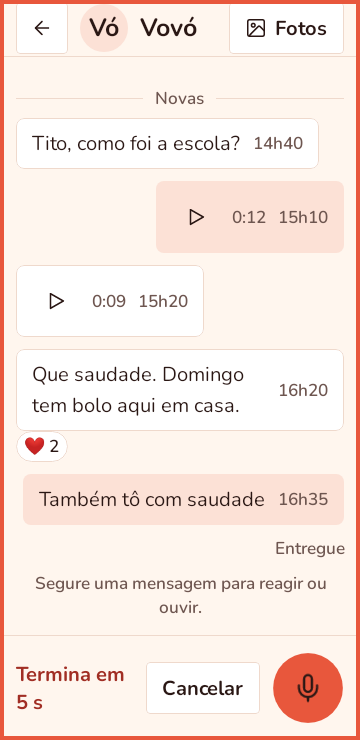 Vó Vovó Fotos
Novas
Tito, como foi a escola? 14h40
0:12 15h10
0:09 15h20
Que saudade. Domingo
tem bolo aqui em casa. 16h20
❤️ 2
Também tô com saudade 16h35
Entregue
Segure uma mensagem para reagir ou
ouvir.
Termina em
5 s
Cancelar